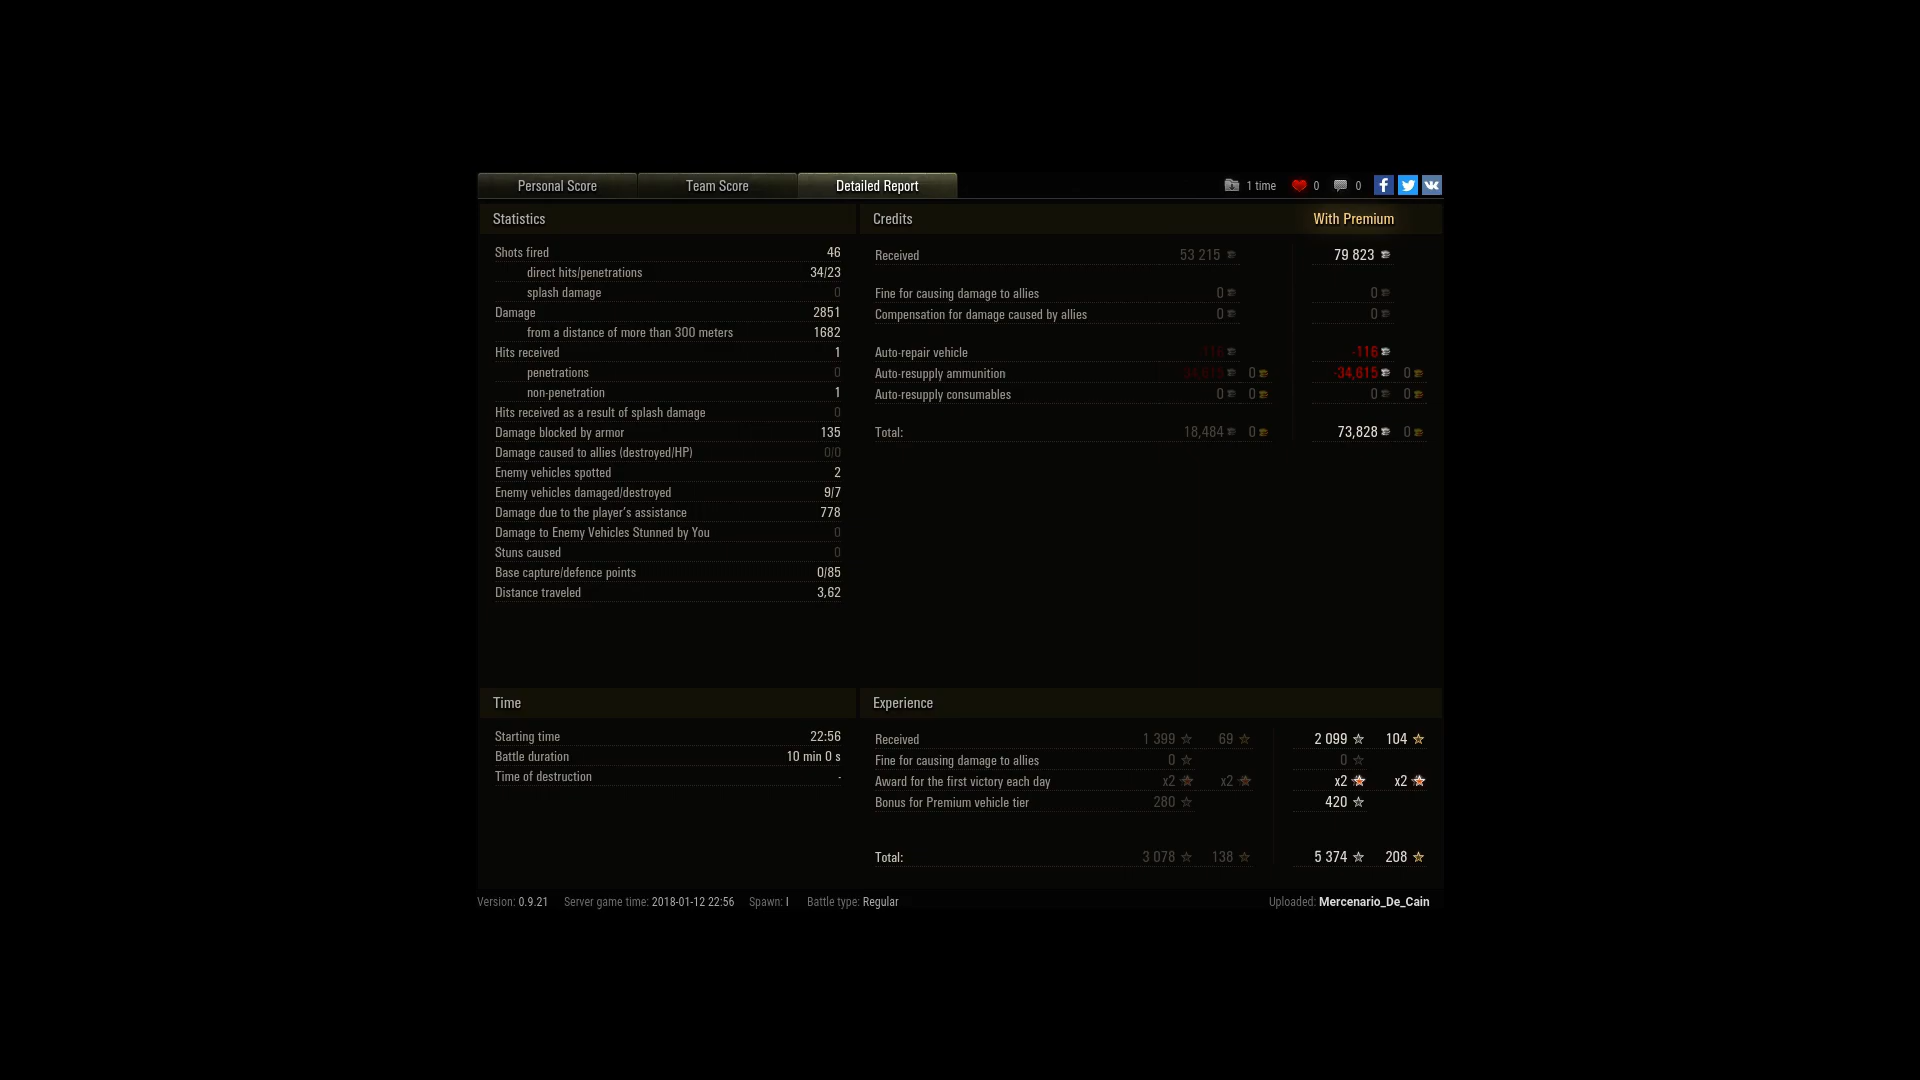 Personal Score
Team Score
Detailed Report
1 time
0
0
Statistics
Shots fired 46
direct hits/penetrations 34/23
splash damage 0
Damage 2851
from a distance of more than 300 meters 1682
Hits received 1
penetrations 0
non-penetration 1
Hits received as a result of splash damage 0
Damage blocked by armor 135
Damage caused to allies (destroyed/HP) 0/0
Enemy vehicles spotted 2
Enemy vehicles damaged/destroyed 9/7
Damage due to the player's assistance 778
Damage to Enemy Vehicles Stunned by You 0
Stuns caused 0
Base capture/defence points 0/85
Distance traveled 3,62
Credits With Premium
Received 53 215 79 823
Fine for causing damage to allies 0 0
Compensation for damage caused by allies 0 0
Auto-repair vehicle -116 -116
Auto-resupply ammunition -34,615 0 -34,615 0
Auto-resupply consumables 0 0 0 0
Total: 18,484 0 73,828 0
Time
Starting time 22:56
Battle duration 10 min 0 s
Time of destruction -
Experience
Received 1 399 69 2 099 104
Fine for causing damage to allies 0 0
Award for the first victory each day x2 x2 x2 x2
Bonus for Premium vehicle tier 280 420
Total: 3 078 138 5 374 208
Version: 0.9.21 Server game time: 2018-01-12 22:56 Spawn: I Battle type: Regular Uploaded: Mercenario_De_Cain